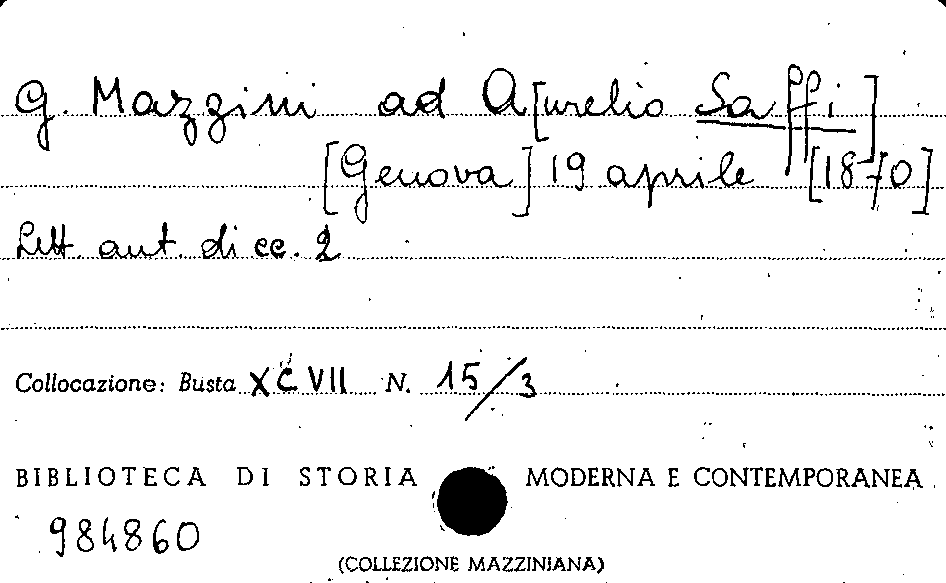 G. Mazzini ad A[urelio Saffi]
[Genova] 19 aprile [1870]
Lett. aut. di cc. 2
Collocazione: Busta XCVII N. 15/3
BIBLIOTECA DI STORIA MODERNA E CONTEMPORANEA
984860
(COLLEZIONE MAZZINIANA)